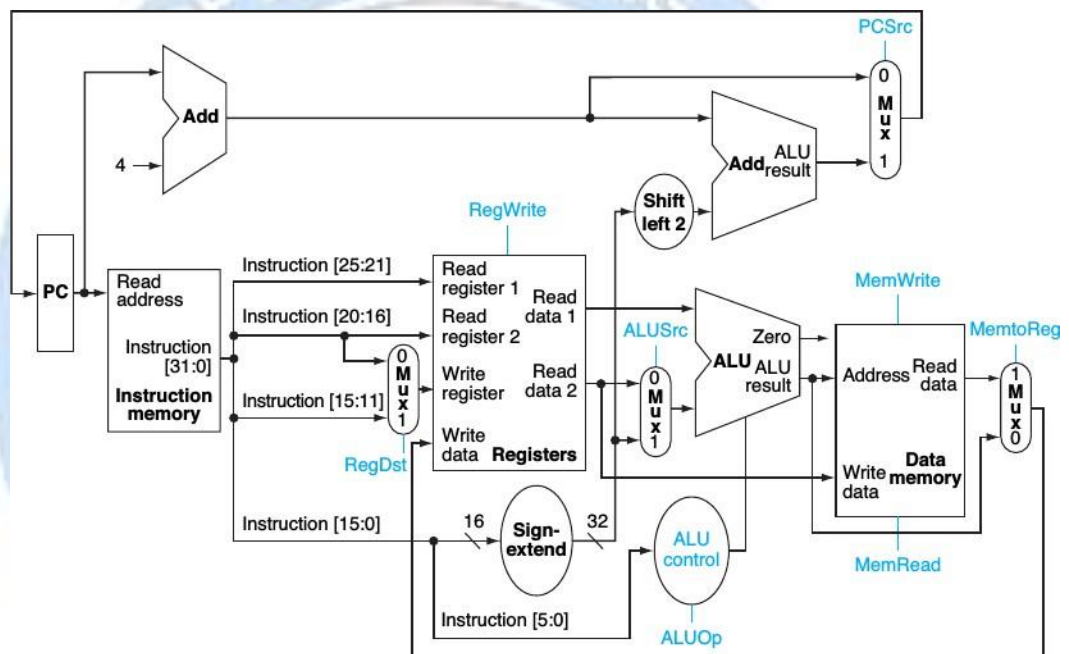 PCSrc
0
M
u
x
1
Add
4
Add
ALU
result
Shift
left 2
RegWrite
PC
Read
address
Instruction
[31:0]
Instruction
memory
Instruction [25:21]
Instruction [20:16]
Instruction [15:11]
0
M
u
x
1
RegDst
Read
register 1
Read
register 2
Write
register
Write
data
Read
data 1
Read
data 2
Registers
ALUSrc
0
M
u
x
1
Zero
ALU
ALU
result
MemWrite
Address
Read
data
Write
data
Data
memory
MemRead
MemtoReg
1
M
u
x
0
Instruction [15:0]
16
Sign-
extend
32
ALU
control
Instruction [5:0]
ALUOp